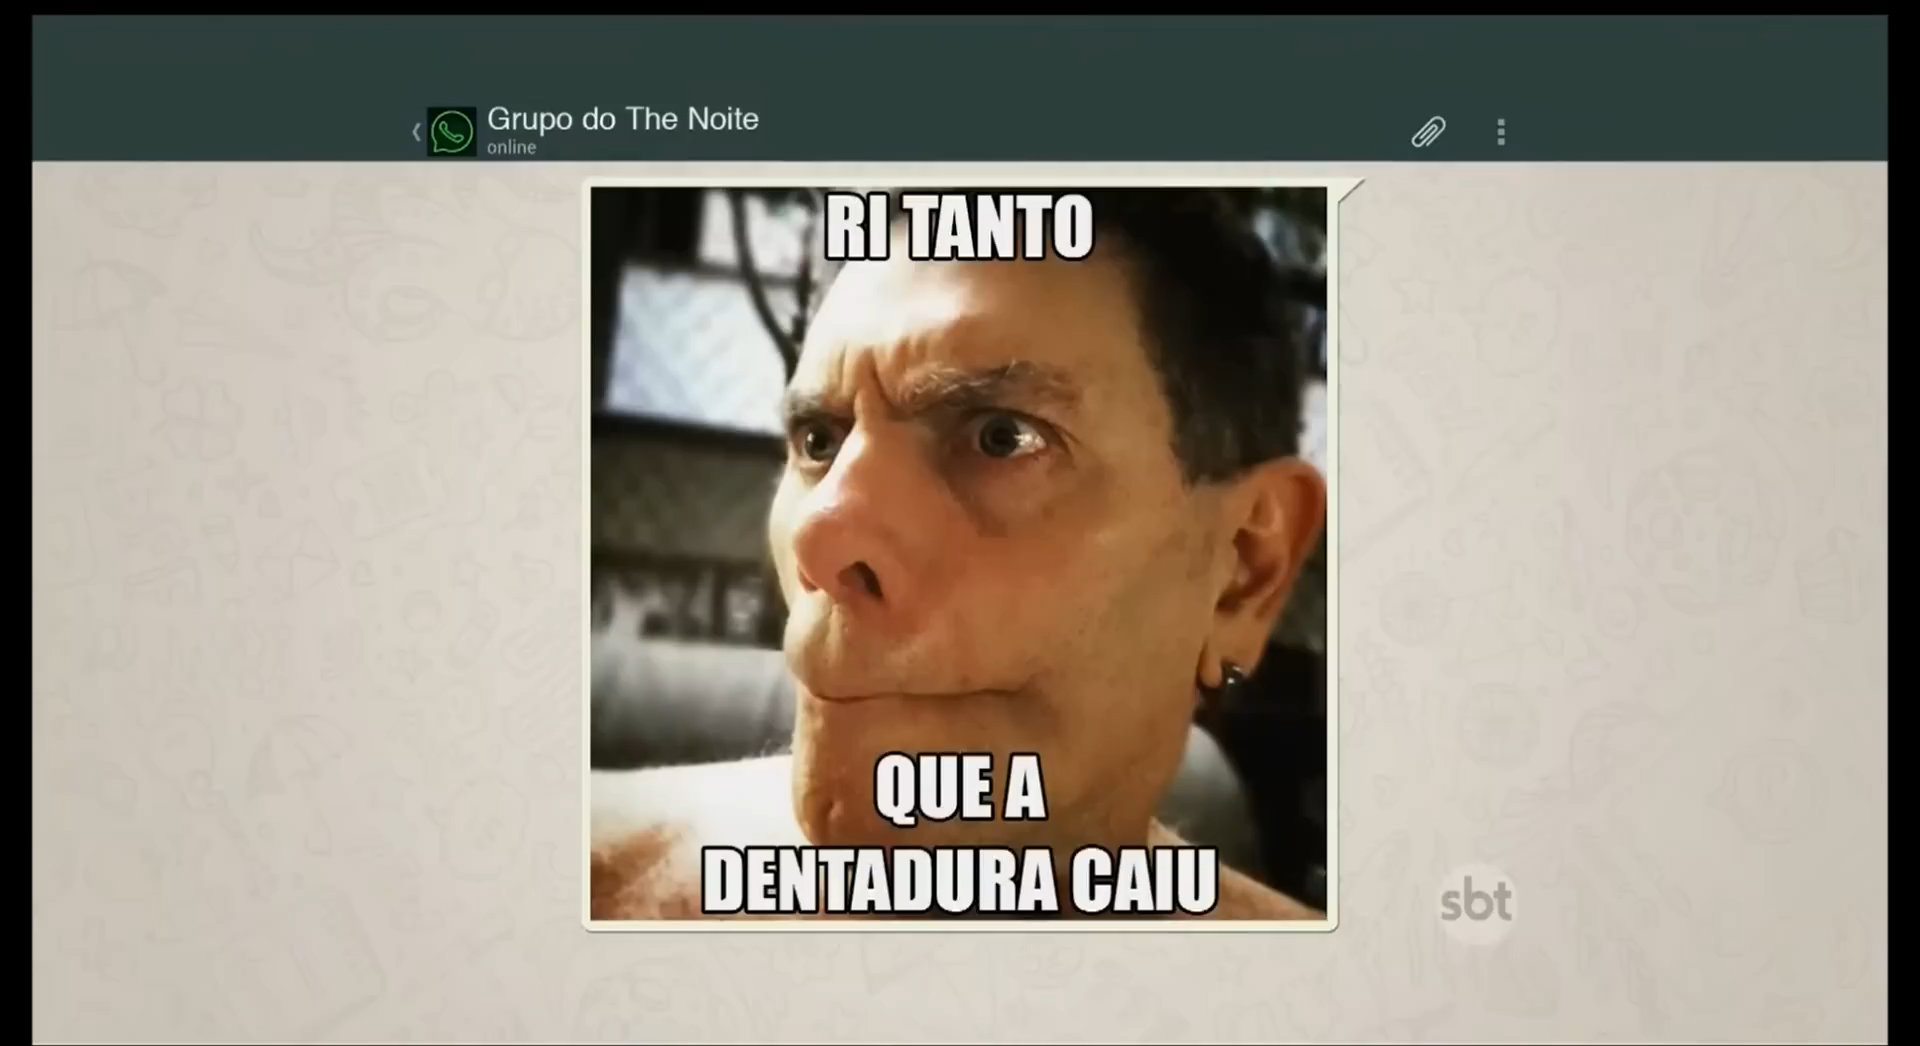 Grupo do The Noite
online
RI TANTO
QUE A
DENTADURA CAIU
sbt